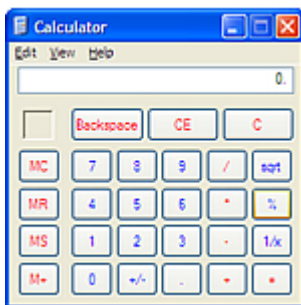 Calculator
Edit View Help
0.
Backspace CE C
MC 7 8 9 / sqrt
MR 4 5 6 * %
MS 1 2 3 - 1/x
M+ 0 +/- . + =